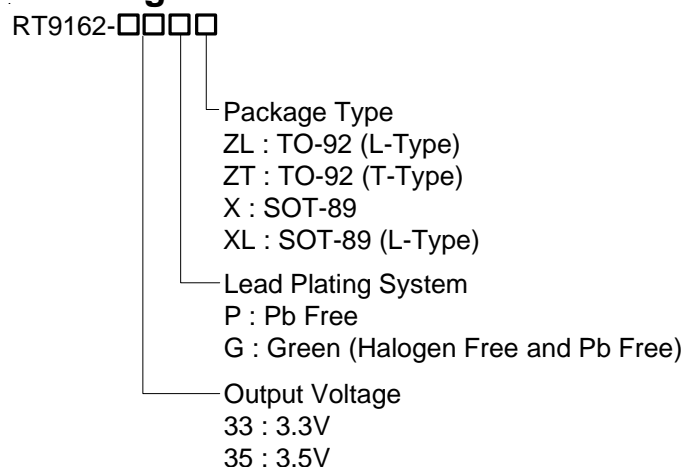 RT9162-
Package Type
ZL : TO-92 (L-Type)
ZT : TO-92 (T-Type)
X : SOT-89
XL : SOT-89 (L-Type)
Lead Plating System
P : Pb Free
G : Green (Halogen Free and Pb Free)
Output Voltage
33 : 3.3V
35 : 3.5V